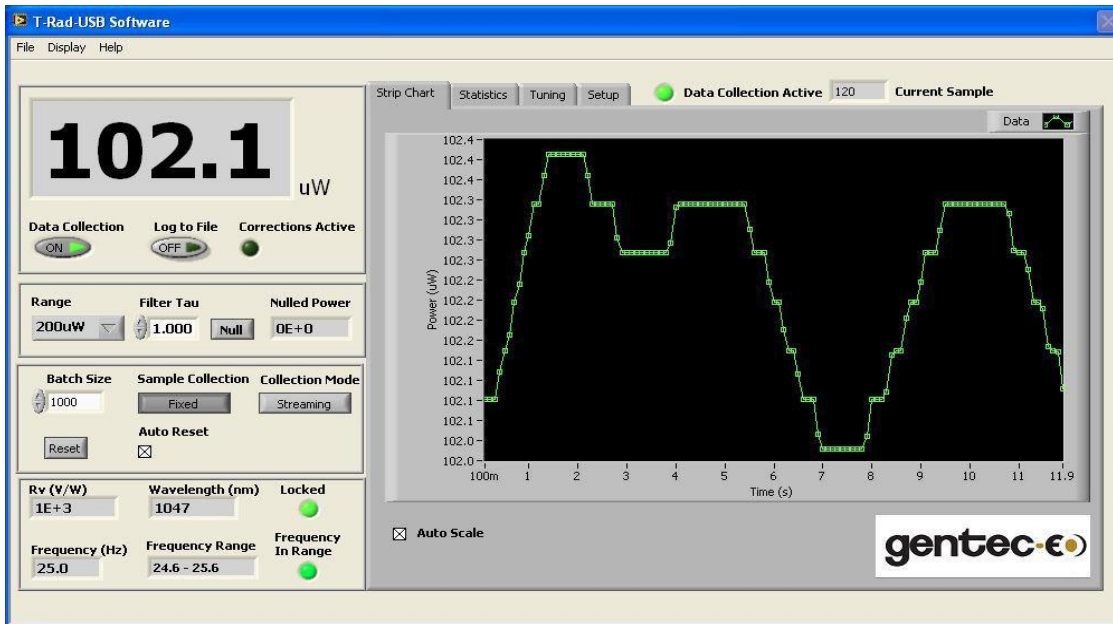 T-Rad-USB Software
File Display Help
102.1
uW
Data Collection Log to File Corrections Active
ON OFF
Range Filter Tau Nulled Power
200uW 1.000 Null 0E+0
Batch Size Sample Collection Collection Mode
1000 Fixed Streaming
Auto Reset
Reset
Rv (V/W) Wavelength (nm) Locked
1E+3 1047
Frequency (Hz) Frequency Range Frequency In Range
25.0 24.6 - 25.6
Strip Chart Statistics Tuning Setup Data Collection Active 120 Current Sample
Data
102.4
102.4
102.4
102.3
102.3
102.3
102.3
102.2
102.2
102.2
102.1
102.1
102.1
102.1
102.0
102.0
Power (uW)
100m 1 2 3 4 5 6 7 8 9 10 11 11.9
Time (s)
Auto Scale
gentec-eo